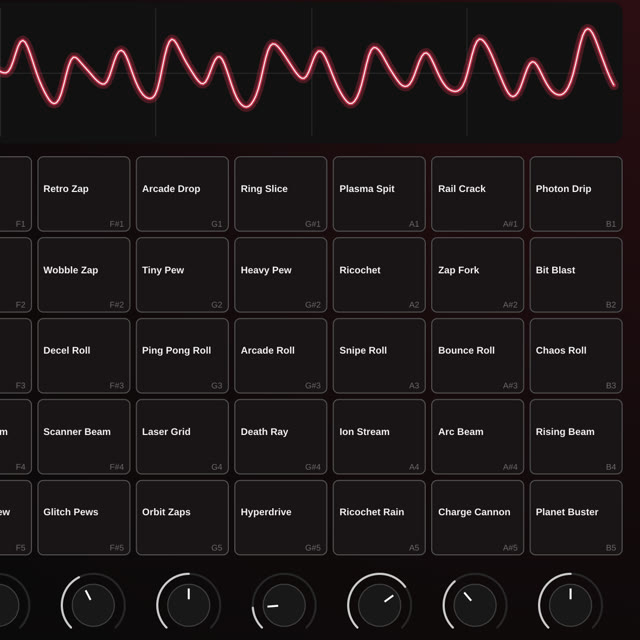 Retro Zap Arcade Drop Ring Slice Plasma Spit Rail Crack Photon Drip
F1 F#1 G1 G#1 A1 A#1 B1
Wobble Zap Tiny Pew Heavy Pew Ricochet Zap Fork Bit Blast
F2 F#2 G2 G#2 A2 A#2 B2
Decel Roll Ping Pong Roll Arcade Roll Snipe Roll Bounce Roll Chaos Roll
F3 F#3 G3 G#3 A3 A#3 B3
m Scanner Beam Laser Grid Death Ray Ion Stream Arc Beam Rising Beam
F4 F#4 G4 G#4 A4 A#4 B4
ew Glitch Pews Orbit Zaps Hyperdrive Ricochet Rain Charge Cannon Planet Buster
F5 F#5 G5 G#5 A5 A#5 B5